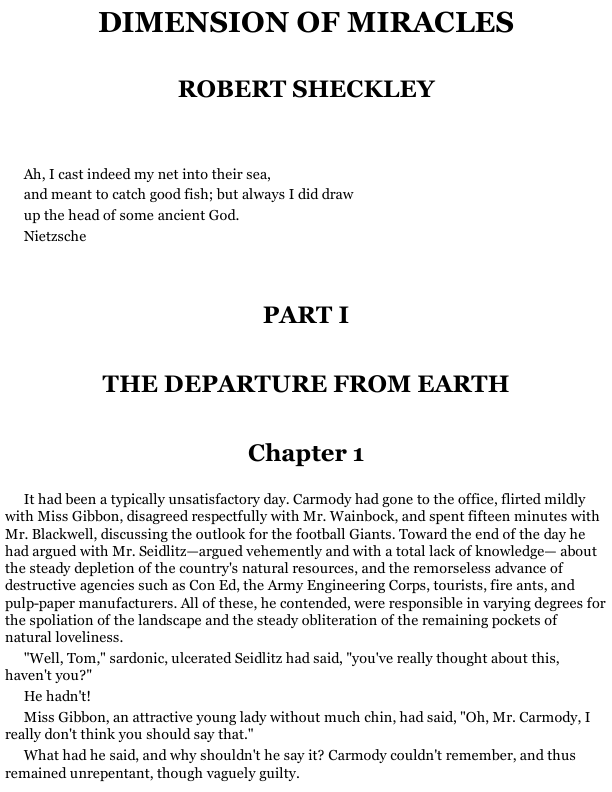 DIMENSION OF MIRACLES
ROBERT SHECKLEY
Ah, I cast indeed my net into their sea,
and meant to catch good fish; but always I did draw
up the head of some ancient God.
Nietzsche
PART I
THE DEPARTURE FROM EARTH
Chapter 1
It had been a typically unsatisfactory day. Carmody had gone to the office, flirted mildly
with Miss Gibbon, disagreed respectfully with Mr. Wainbock, and spent fifteen minutes with
Mr. Blackwell, discussing the outlook for the football Giants. Toward the end of the day he
had argued with Mr. Seidlitz—argued vehemently and with a total lack of knowledge— about
the steady depletion of the country's natural resources, and the remorseless advance of
destructive agencies such as Con Ed, the Army Engineering Corps, tourists, fire ants, and
pulp-paper manufacturers. All of these, he contended, were responsible in varying degrees for
the spoliation of the landscape and the steady obliteration of the remaining pockets of
natural loveliness.
"Well, Tom," sardonic, ulcerated Seidlitz had said, "you've really thought about this,
haven't you?"
He hadn't!
Miss Gibbon, an attractive young lady without much chin, had said, "Oh, Mr. Carmody, I
really don't think you should say that."
What had he said, and why shouldn't he say it? Carmody couldn't remember, and thus
remained unrepentant, though vaguely guilty.